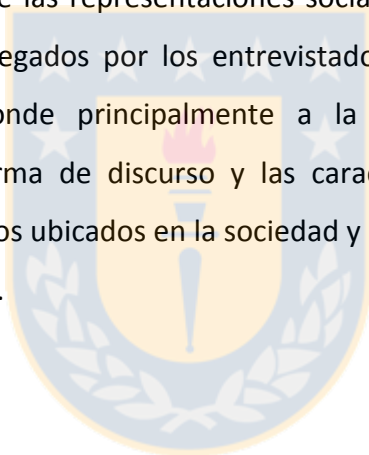 las representaciones socia
egados por los entrevistado
onde principalmente a la
rma de discurso y las cara
os ubicados en la sociedad y
.